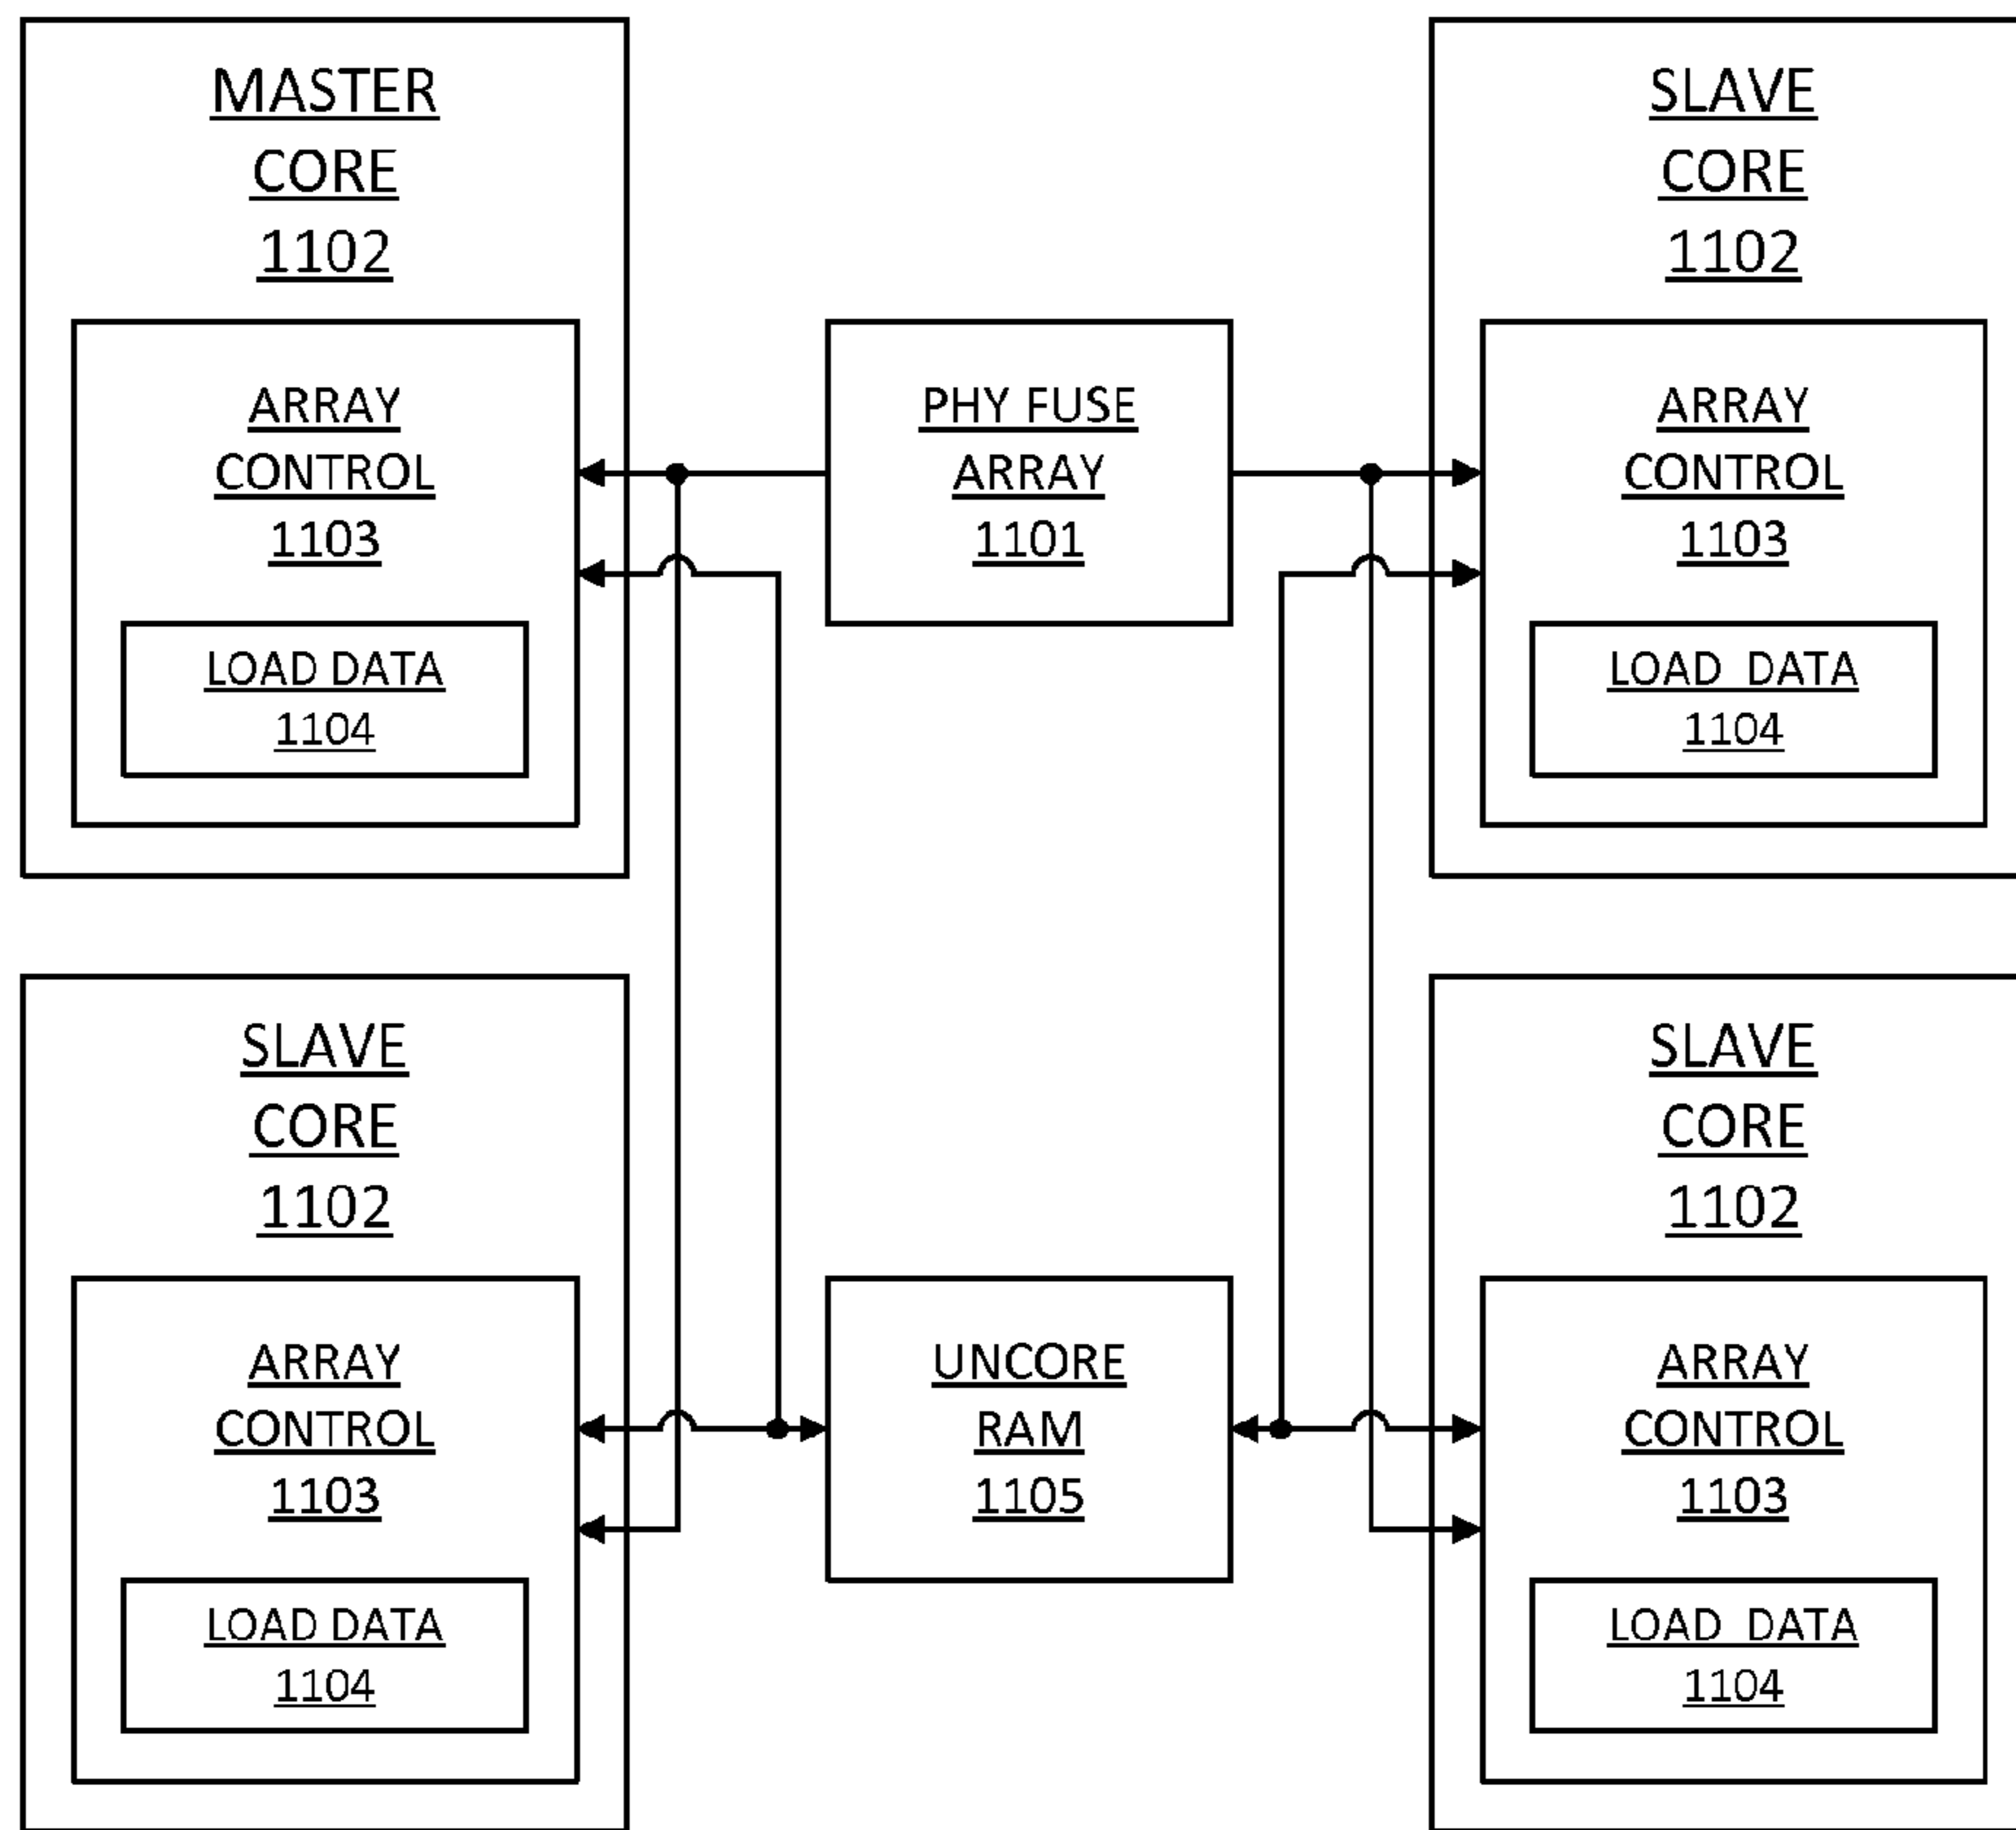 MASTER
CORE
1102
ARRAY
CONTROL
1103
LOAD DATA
1104
PHY FUSE
ARRAY
1101
SLAVE
CORE
1102
ARRAY
CONTROL
1103
LOAD DATA
1104
SLAVE
CORE
1102
ARRAY
CONTROL
1103
LOAD DATA
1104
UNCORE
RAM
1105
SLAVE
CORE
1102
ARRAY
CONTROL
1103
LOAD DATA
1104